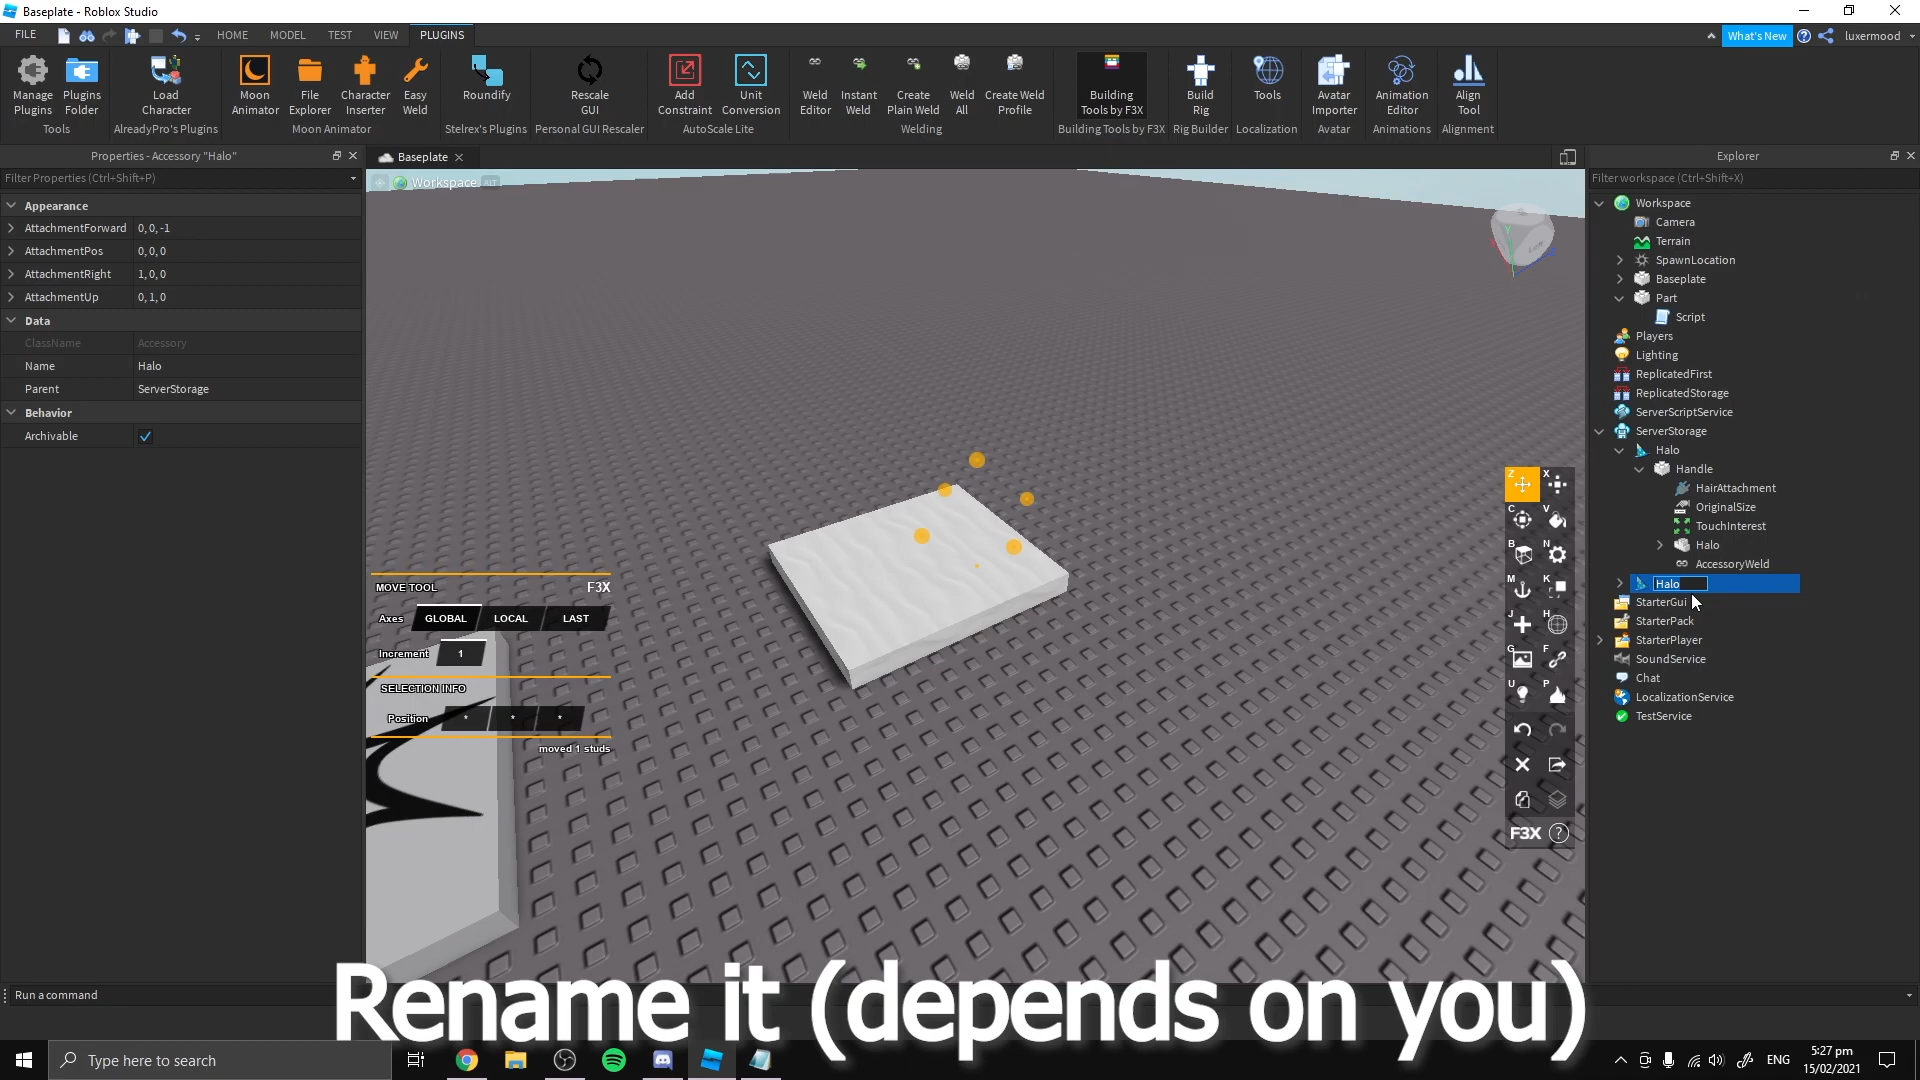 Baseplate - Roblox Studio
FILE
HOME
MODEL
TEST
VIEW
PLUGINS
What's New
luxermood
Manage Plugins
Plugins Folder
Tools
Load Character
AlreadyPro's Plugins
Moon Animator
File Explorer
Character Inserter
Easy Weld
Moon Animator
Roundify
Stelrex's Plugins
Rescale GUI
Personal GUI Rescaler
Add Constraint
Unit Conversion
AutoScale Lite
Weld Editor
Instant Weld
Create Plain Weld
Weld All
Create Weld Profile
Welding
Building Tools by F3X
Building Tools by F3X
Build Rig
Rig Builder
Tools
Localization
Avatar Importer
Avatar
Animation Editor
Animations
Align Tool
Alignment
Properties - Accessory "Halo"
Filter Properties (Ctrl+Shift+P)
Appearance
AttachmentForward 0, 0, -1
AttachmentPos 0, 0, 0
AttachmentRight 1, 0, 0
AttachmentUp 0, 1, 0
Data
ClassName Accessory
Name Halo
Parent ServerStorage
Behavior
Archivable
Baseplate
Workspace ALT
Y
Left
MOVE TOOL F3X
Axes GLOBAL LOCAL LAST
Increment 1
SELECTION INFO
Position * * *
moved 1 studs
Z X
C V
B N
M K
J H
G F
U P
F3X ?
Explorer
Filter workspace (Ctrl+Shift+X)
Workspace
Camera
Terrain
SpawnLocation
Baseplate
Part
Script
Players
Lighting
ReplicatedFirst
ReplicatedStorage
ServerScriptService
ServerStorage
Halo
Handle
HairAttachment
OriginalSize
TouchInterest
Halo
AccessoryWeld
Halo
StarterGui
StarterPack
StarterPlayer
SoundService
Chat
LocalizationService
TestService
Run a command
Rename it (depends on you)
Type here to search
ENG
5:27 pm
15/02/2021